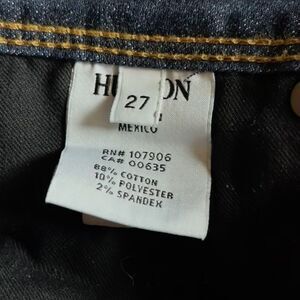 27
MEXICO
RN# 107906
CA# 00635
88% COTTON
10% POLYESTER
2% SPANDEX